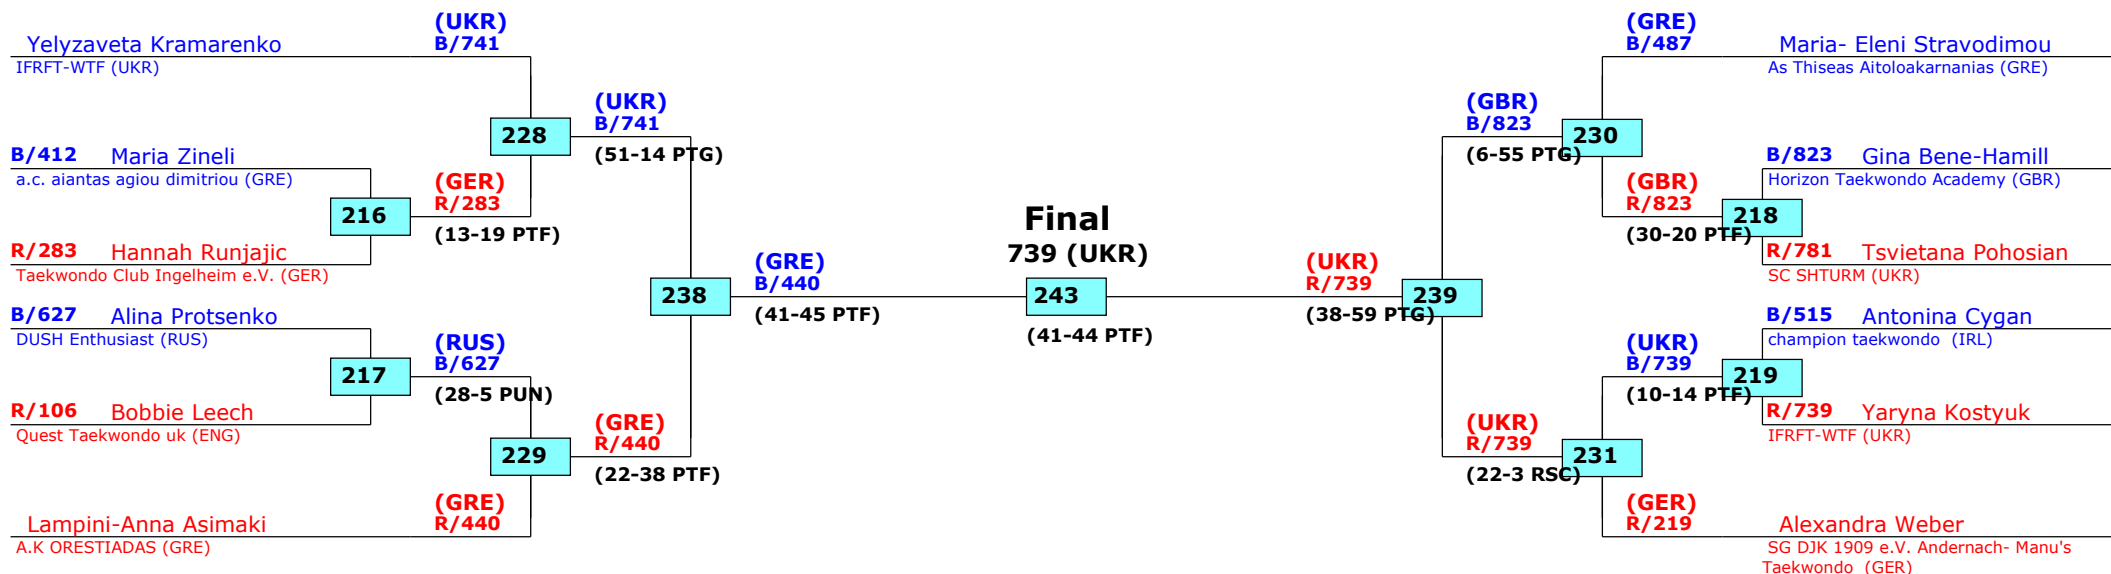 (UKR)
B/741
Yelyzaveta Kramarenko
IFRFT-WTF (UKR)
228
(UKR)
B/741
(51-14 PTG)
B/412 Maria Zineli
a.c. aiantas agiou dimitriou (GRE)
216
(GER)
R/283
(13-19 PTF)
R/283 Hannah Runjajic
Taekwondo Club Ingelheim e.V. (GER)
238
(GRE)
B/440
(41-45 PTF)
B/627 Alina Protsenko
DUSH Enthusiast (RUS)
217
(RUS)
B/627
(28-5 PUN)
R/106 Bobbie Leech
Quest Taekwondo uk (ENG)
229
(GRE)
R/440
(22-38 PTF)
(GRE)
R/440
Lampini-Anna Asimaki
A.K ORESTIADAS (GRE)
Final
739 (UKR)
243
(41-44 PTF)
(GRE)
B/487
Maria- Eleni Stravodimou
As Thiseas Aitoloakarnanias (GRE)
(GBR)
B/823
230
(6-55 PTG)
B/823 Gina Bene-Hamill
Horizon Taekwondo Academy (GBR)
(GBR)
R/823
218
(30-20 PTF)
R/781 Tsvietana Pohosian
SC SHTURM (UKR)
(UKR)
R/739
239
(38-59 PTG)
B/515 Antonina Cygan
champion taekwondo (IRL)
(UKR)
B/739
219
(10-14 PTF)
R/739 Yaryna Kostyuk
IFRFT-WTF (UKR)
(UKR)
R/739
231
(22-3 RSC)
(GER)
R/219
Alexandra Weber
SG DJK 1909 e.V. Andernach- Manu's
Taekwondo (GER)